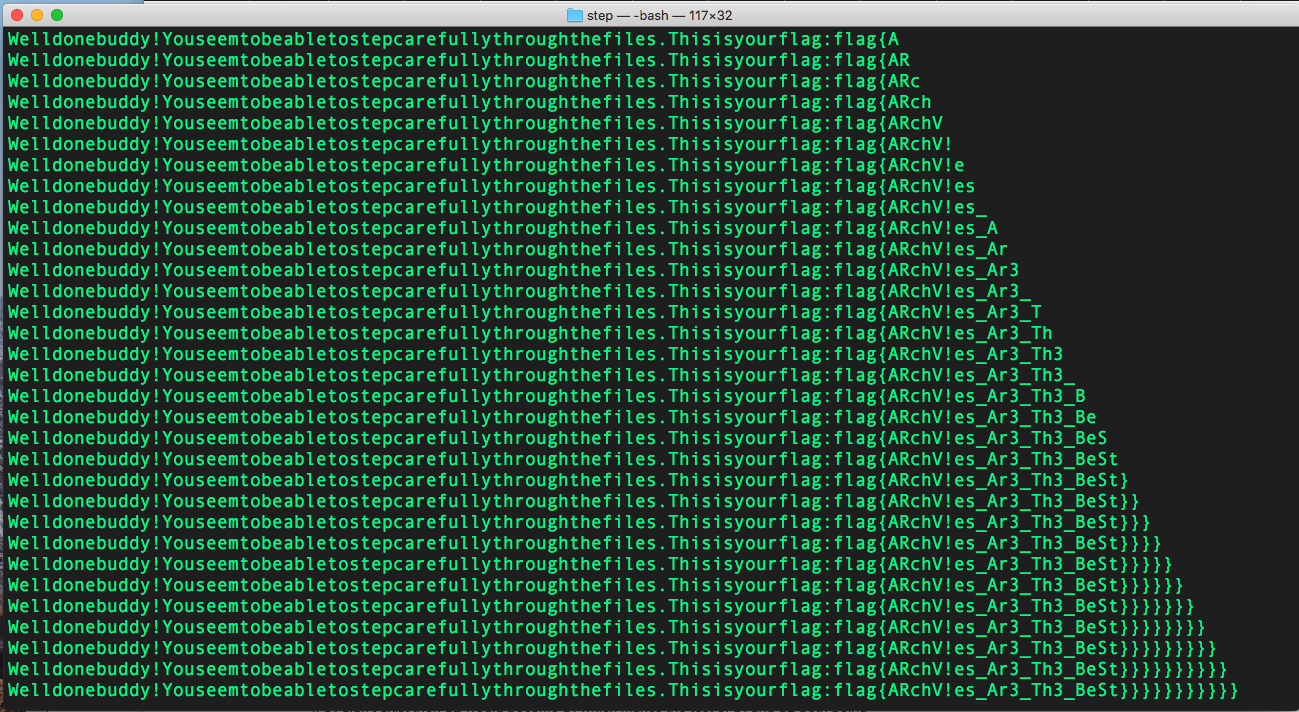 step — -bash — 117×32
Welldonebuddy!Youseemtobeabletostepcarefullythroughthefiles.Thisisyourflag:flag{A
Welldonebuddy!Youseemtobeabletostepcarefullythroughthefiles.Thisisyourflag:flag{AR
Welldonebuddy!Youseemtobeabletostepcarefullythroughthefiles.Thisisyourflag:flag{ARc
Welldonebuddy!Youseemtobeabletostepcarefullythroughthefiles.Thisisyourflag:flag{ARch
Welldonebuddy!Youseemtobeabletostepcarefullythroughthefiles.Thisisyourflag:flag{ARchV
Welldonebuddy!Youseemtobeabletostepcarefullythroughthefiles.Thisisyourflag:flag{ARchV!
Welldonebuddy!Youseemtobeabletostepcarefullythroughthefiles.Thisisyourflag:flag{ARchV!e
Welldonebuddy!Youseemtobeabletostepcarefullythroughthefiles.Thisisyourflag:flag{ARchV!es
Welldonebuddy!Youseemtobeabletostepcarefullythroughthefiles.Thisisyourflag:flag{ARchV!es_
Welldonebuddy!Youseemtobeabletostepcarefullythroughthefiles.Thisisyourflag:flag{ARchV!es_A
Welldonebuddy!Youseemtobeabletostepcarefullythroughthefiles.Thisisyourflag:flag{ARchV!es_Ar
Welldonebuddy!Youseemtobeabletostepcarefullythroughthefiles.Thisisyourflag:flag{ARchV!es_Ar3
Welldonebuddy!Youseemtobeabletostepcarefullythroughthefiles.Thisisyourflag:flag{ARchV!es_Ar3_
Welldonebuddy!Youseemtobeabletostepcarefullythroughthefiles.Thisisyourflag:flag{ARchV!es_Ar3_T
Welldonebuddy!Youseemtobeabletostepcarefullythroughthefiles.Thisisyourflag:flag{ARchV!es_Ar3_Th
Welldonebuddy!Youseemtobeabletostepcarefullythroughthefiles.Thisisyourflag:flag{ARchV!es_Ar3_Th3
Welldonebuddy!Youseemtobeabletostepcarefullythroughthefiles.Thisisyourflag:flag{ARchV!es_Ar3_Th3_
Welldonebuddy!Youseemtobeabletostepcarefullythroughthefiles.Thisisyourflag:flag{ARchV!es_Ar3_Th3_B
Welldonebuddy!Youseemtobeabletostepcarefullythroughthefiles.Thisisyourflag:flag{ARchV!es_Ar3_Th3_Be
Welldonebuddy!Youseemtobeabletostepcarefullythroughthefiles.Thisisyourflag:flag{ARchV!es_Ar3_Th3_BeS
Welldonebuddy!Youseemtobeabletostepcarefullythroughthefiles.Thisisyourflag:flag{ARchV!es_Ar3_Th3_BeSt
Welldonebuddy!Youseemtobeabletostepcarefullythroughthefiles.Thisisyourflag:flag{ARchV!es_Ar3_Th3_BeSt}
Welldonebuddy!Youseemtobeabletostepcarefullythroughthefiles.Thisisyourflag:flag{ARchV!es_Ar3_Th3_BeSt}}
Welldonebuddy!Youseemtobeabletostepcarefullythroughthefiles.Thisisyourflag:flag{ARchV!es_Ar3_Th3_BeSt}}}
Welldonebuddy!Youseemtobeabletostepcarefullythroughthefiles.Thisisyourflag:flag{ARchV!es_Ar3_Th3_BeSt}}}}
Welldonebuddy!Youseemtobeabletostepcarefullythroughthefiles.Thisisyourflag:flag{ARchV!es_Ar3_Th3_BeSt}}}}}
Welldonebuddy!Youseemtobeabletostepcarefullythroughthefiles.Thisisyourflag:flag{ARchV!es_Ar3_Th3_BeSt}}}}}}
Welldonebuddy!Youseemtobeabletostepcarefullythroughthefiles.Thisisyourflag:flag{ARchV!es_Ar3_Th3_BeSt}}}}}}}
Welldonebuddy!Youseemtobeabletostepcarefullythroughthefiles.Thisisyourflag:flag{ARchV!es_Ar3_Th3_BeSt}}}}}}}}
Welldonebuddy!Youseemtobeabletostepcarefullythroughthefiles.Thisisyourflag:flag{ARchV!es_Ar3_Th3_BeSt}}}}}}}}}
Welldonebuddy!Youseemtobeabletostepcarefullythroughthefiles.Thisisyourflag:flag{ARchV!es_Ar3_Th3_BeSt}}}}}}}}}}
Welldonebuddy!Youseemtobeabletostepcarefullythroughthefiles.Thisisyourflag:flag{ARchV!es_Ar3_Th3_BeSt}}}}}}}}}}}